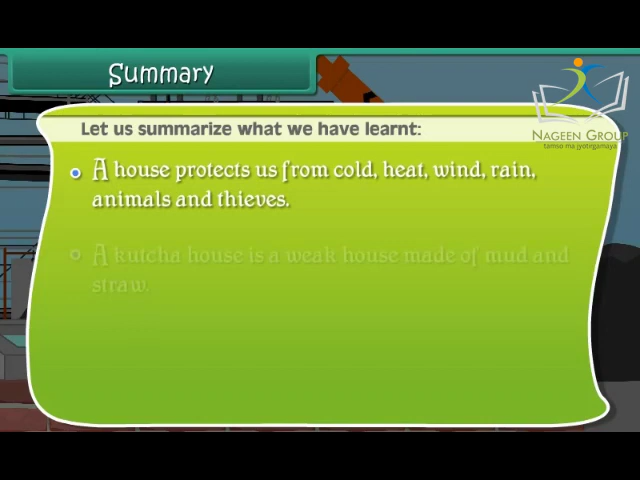 Summary
NAGEEN GROUP
tamso ma jyotirgamaya
Let us summarize what we have learnt:
A house protects us from cold, heat, wind, rain,
animals and thieves.
A kutcha house is a weak house made of mud and
straw.